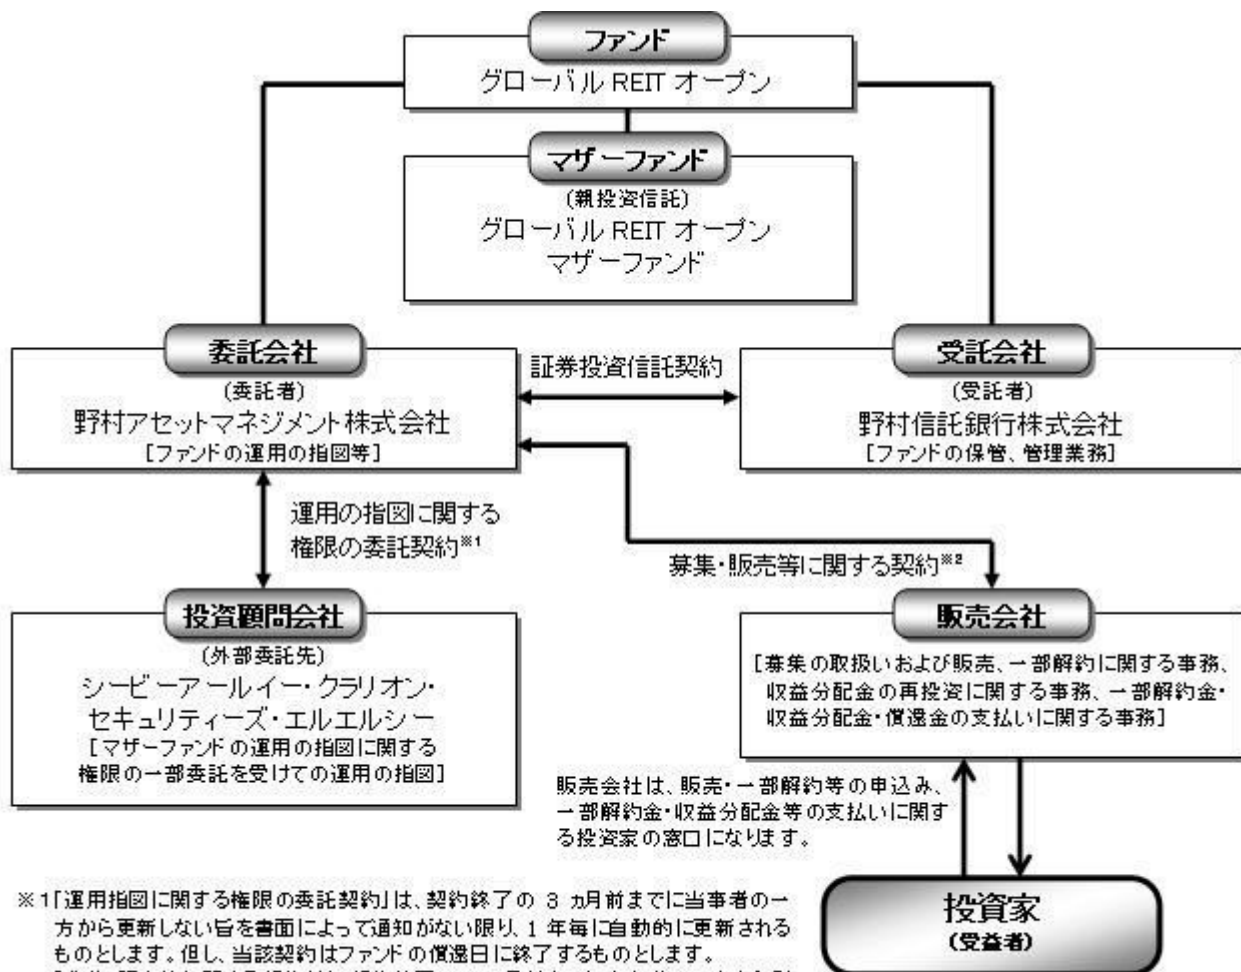 ファンド
グローバル REIT オープン
マザーファンド
(親投資信託)
グローバル REIT オープン
マザーファンド
委託会社
(委託者)
野村アセットマネジメント株式会社
[ファンドの運用の指図等]
証券投資信託契約
受託会社
(受託者)
野村信託銀行株式会社
[ファンドの保管、管理業務]
運用の指図に関する
権限の委託契約※1
募集・販売等に関する契約※2
投資顧問会社
(外部委託先)
シービーアールイー・クラリオン・
セキュリティーズ・エルエルシー
[マザーファンドの運用の指図に関する
権限の一部委託を受けての運用の指図]
販売会社
[募集の取扱いおよび販売、一部解約に関する事務、
収益分配金の再投資に関する事務、一部解約金・
収益分配金・償還金の支払いに関する事務]
販売会社は、販売・一部解約等の申込み、
一部解約金・収益分配金等の支払いに関す
る投資家の窓口になります。
投資家
(受益者)
※1「運用指図に関する権限の委託契約」は、契約終了の 3 ヵ月前までに当事者の一
方から更新しない旨を書面によって通知がない限り、1 年毎に自動的に更新される
ものとします。但し、当該契約はファンドの償還日に終了するものとします。